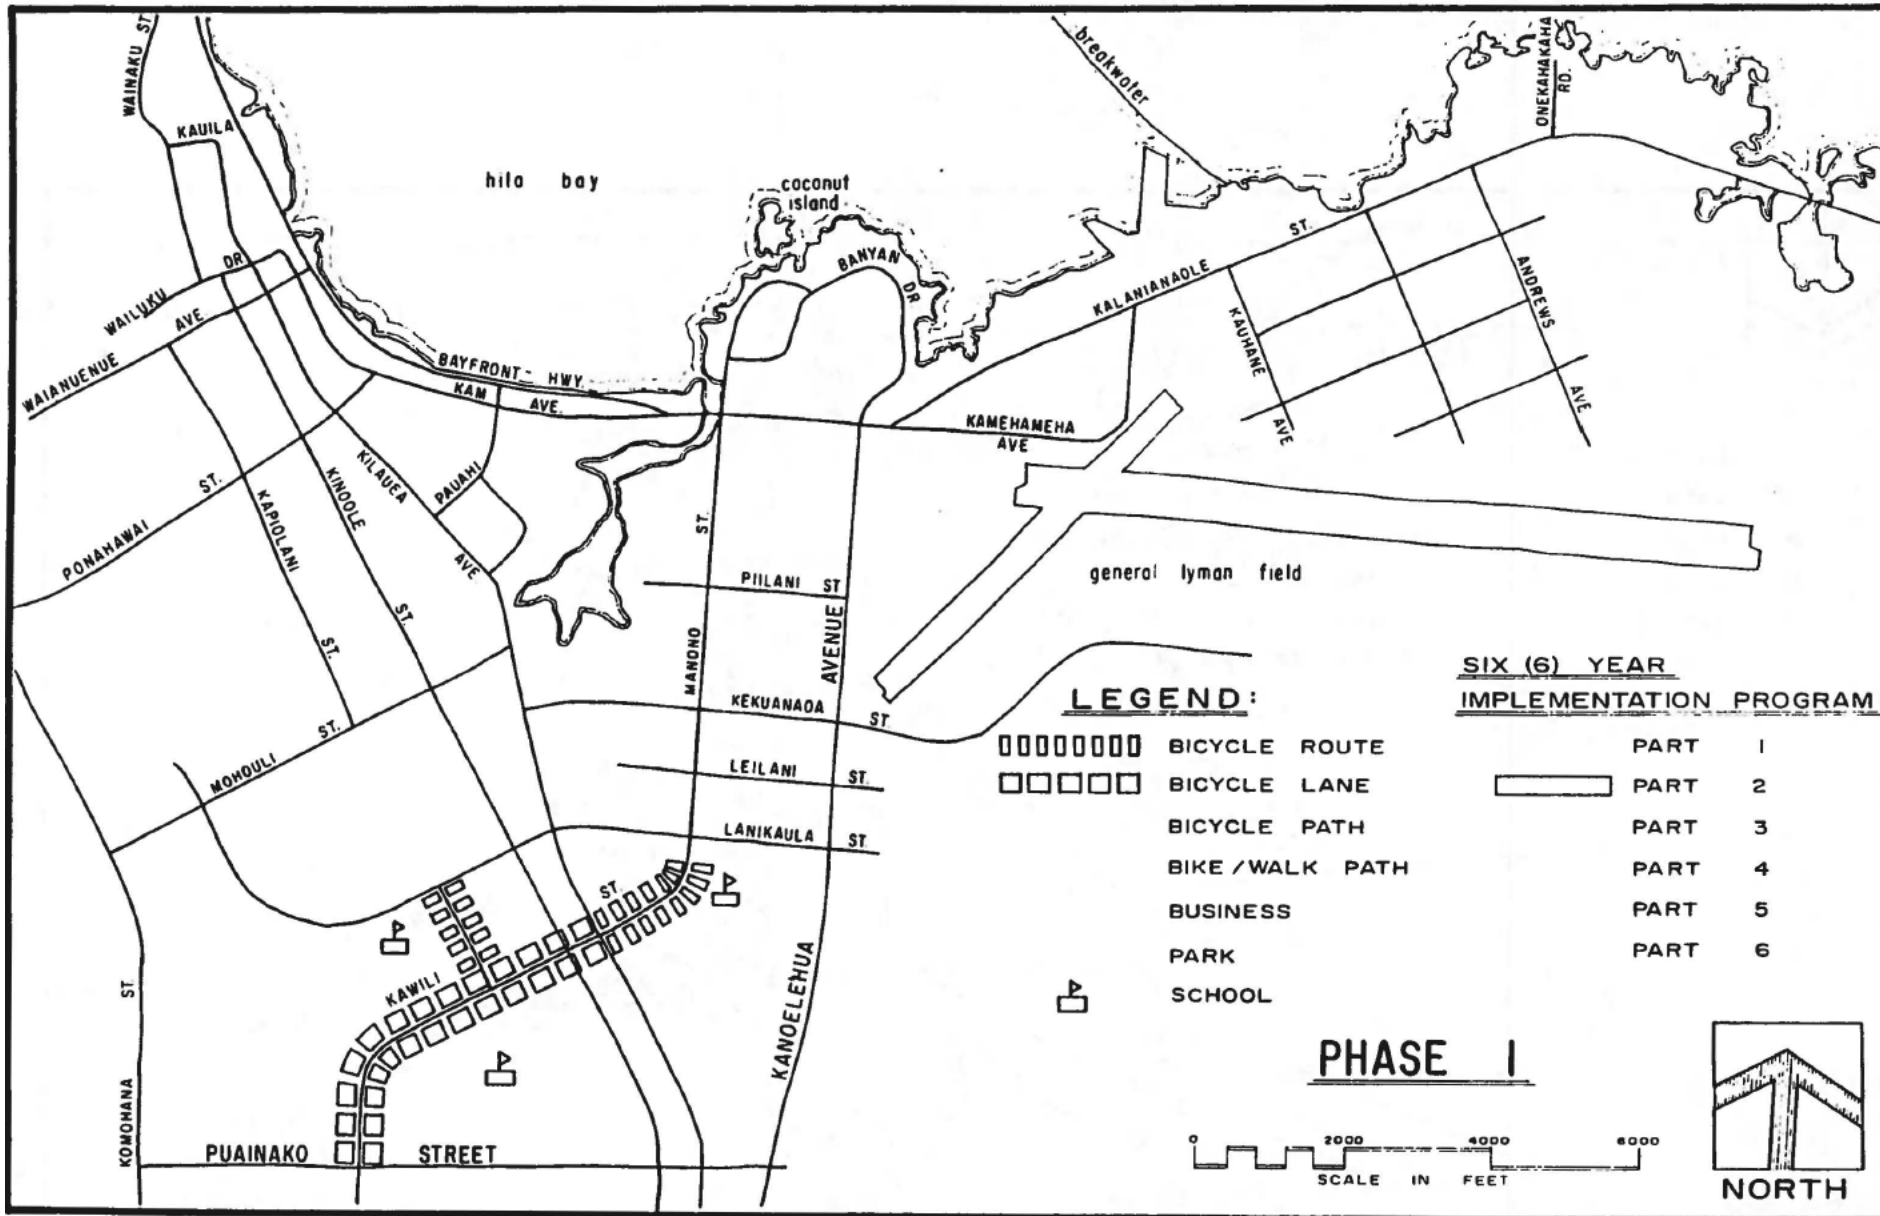 WAINAKU ST.
KAUILA
hilo bay
coconut
island
breakwater
ONEKAHAKAHA
RD.
WAILUKU DR
WAIANUENUE AVE.
BANYAN DR.
KALANIANAOLE ST.
KAUHANE AVE
ANDREWS AVE
BAYFRONT HWY.
KAM AVE.
KAMEHAMEHA
AVE
PONAHAWAI ST.
KAPIOLANI ST.
KINOOLE ST.
KILAUEA AVE.
PAUAHI
MANONO ST.
PIILANI ST
general lyman field
KANOELEHUA AVENUE
KEKUANAOA ST.
MOHOULI ST.
LEILANI ST.
LANIKAULA ST.
KAWILI ST.
KOMOHANA ST.
PUAINAKO STREET
LEGEND:
BICYCLE ROUTE
BICYCLE LANE
BICYCLE PATH
BIKE/WALK PATH
BUSINESS
PARK
SCHOOL
SIX (6) YEAR
IMPLEMENTATION PROGRAM
PART 1
PART 2
PART 3
PART 4
PART 5
PART 6
PHASE I
0 2000 4000 6000
SCALE IN FEET
NORTH